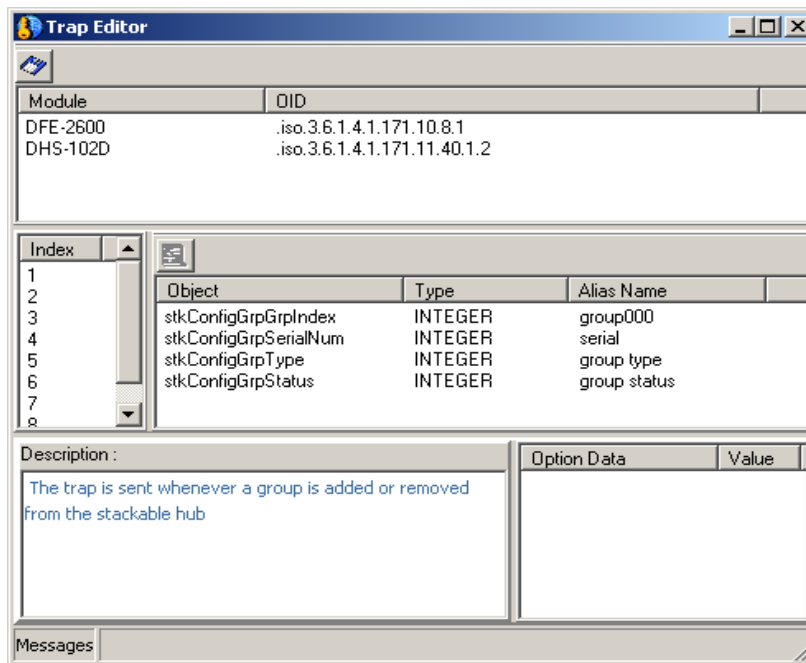 Trap Editor
Module OID
DFE-2600 .iso.3.6.1.4.1.171.10.8.1
DHS-102D .iso.3.6.1.4.1.171.11.40.1.2
Index
1
2
3
4
5
6
7
8
Object Type Alias Name
stkConfigGrpGrpIndex INTEGER group000
stkConfigGrpSerialNum INTEGER serial
stkConfigGrpType INTEGER group type
stkConfigGrpStatus INTEGER group status
Description :
The trap is sent whenever a group is added or removed
from the stackable hub
Option Data Value
Messages